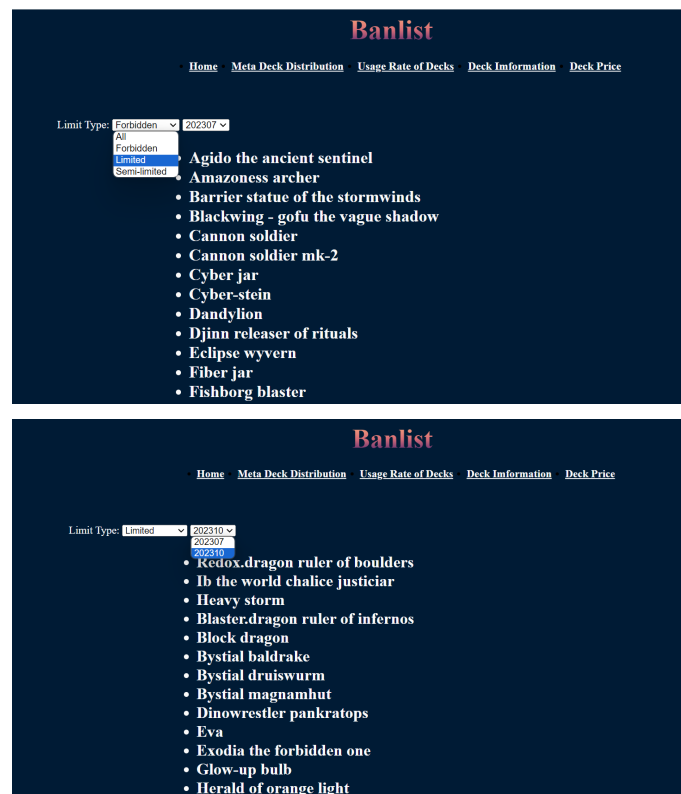 Banlist
Home Meta Deck Distribution Usage Rate of Decks Deck Imformation Deck Price
Limit Type: Forbidden 202307
All
Forbidden
Limited
Semi-limited
Agido the ancient sentinel
Amazoness archer
Barrier statue of the stormwinds
Blackwing - gofu the vague shadow
Cannon soldier
Cannon soldier mk-2
Cyber jar
Cyber-stein
Dandylion
Djinn releaser of rituals
Eclipse wyvern
Fiber jar
Fishborg blaster
Banlist
Home Meta Deck Distribution Usage Rate of Decks Deck Imformation Deck Price
Limit Type: Limited 202310
202307
202310
Redox.dragon ruler of boulders
Ib the world chalice justiciar
Heavy storm
Blaster.dragon ruler of infernos
Block dragon
Bystial baldrake
Bystial druiswurm
Bystial magnamhut
Dinowrestler pankratops
Eva
Exodia the forbidden one
Glow-up bulb
Herald of orange light